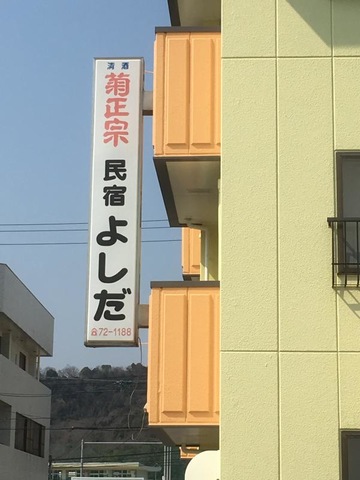 清酒
菊正宗
民宿
よしだ
☎72-1188